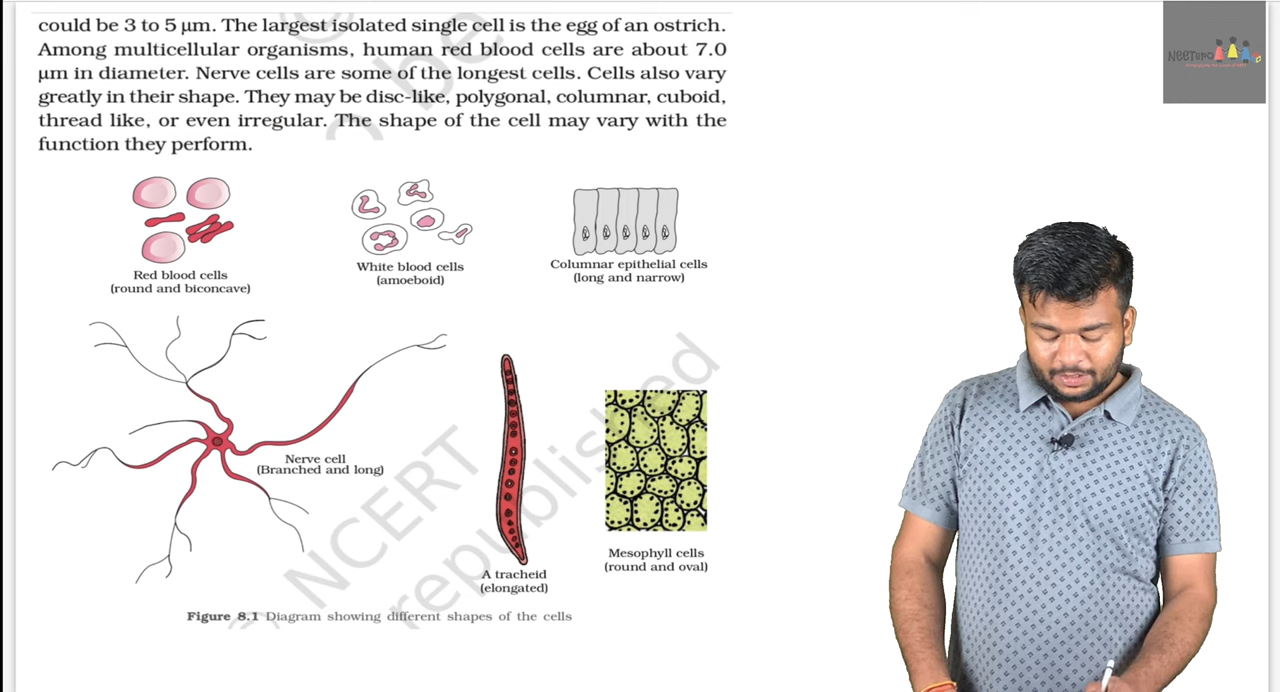 could be 3 to 5 µm. The largest isolated single cell is the egg of an ostrich.
Among multicellular organisms, human red blood cells are about 7.0
µm in diameter. Nerve cells are some of the longest cells. Cells also vary
greatly in their shape. They may be disc-like, polygonal, columnar, cuboid,
thread like, or even irregular. The shape of the cell may vary with the
function they perform.
Red blood cells
(round and biconcave)
White blood cells
(amoeboid)
Columnar epithelial cells
(long and narrow)
Nerve cell
(Branched and long)
A tracheid
(elongated)
Mesophyll cells
(round and oval)
Figure 8.1 Diagram showing different shapes of the cells
© NCERT
republished